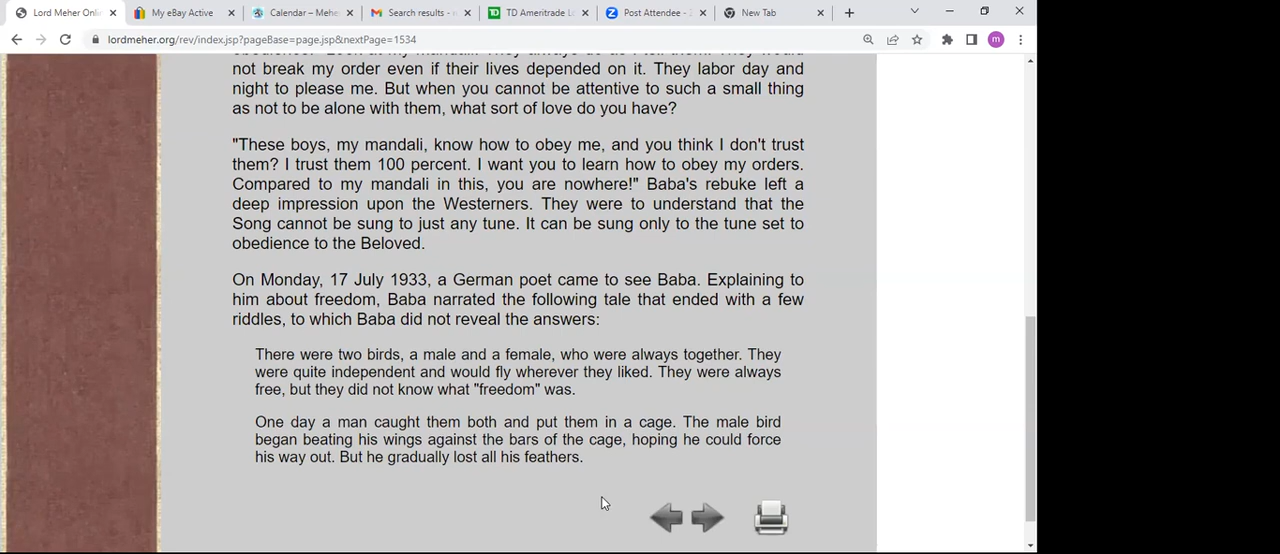 Lord Meher Onli
My eBay Active
Calendar – Mehe
Search results -
TD Ameritrade Lo
Post Attendee - Z
New Tab
lordmeher.org/rev/index.jsp?pageBase=page.jsp&nextPage=1534
m
not break my order even if their lives depended on it. They labor day and
night to please me. But when you cannot be attentive to such a small thing
as not to be alone with them, what sort of love do you have?
"These boys, my mandali, know how to obey me, and you think I don't trust
them? I trust them 100 percent. I want you to learn how to obey my orders.
Compared to my mandali in this, you are nowhere!" Baba's rebuke left a
deep impression upon the Westerners. They were to understand that the
Song cannot be sung to just any tune. It can be sung only to the tune set to
obedience to the Beloved.
On Monday, 17 July 1933, a German poet came to see Baba. Explaining to
him about freedom, Baba narrated the following tale that ended with a few
riddles, to which Baba did not reveal the answers:
There were two birds, a male and a female, who were always together. They
were quite independent and would fly wherever they liked. They were always
free, but they did not know what "freedom" was.
One day a man caught them both and put them in a cage. The male bird
began beating his wings against the bars of the cage, hoping he could force
his way out. But he gradually lost all his feathers.